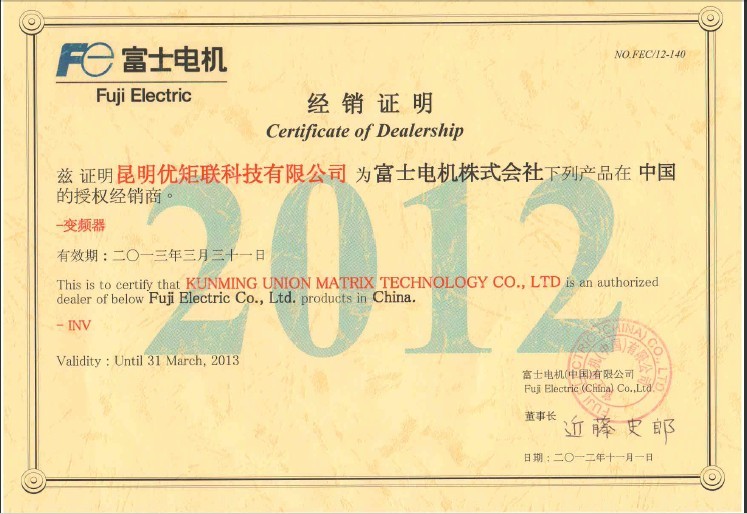 Fe 富士电机
Fuji Electric
NO.FEC/12-140
经销证明
Certificate of Dealership
2012
兹 证明 昆明优矩联科技有限公司 为富士电机株式会社下列产品在 中国
的授权经销商。
-变频器
有效期：二〇一三年三月三十一日
This is to certify that KUNMING UNION MATRIX TECHNOLOGY CO., LTD is an authorized
dealer of below Fuji Electric Co., Ltd. products in China.
- INV
Validity : Until 31 March, 2013
富士电机(中国)有限公司
Fuji Electric (China) Co.,Ltd.
董事长 近藤史郎
日期：二〇一二年十一月一日
FUJI ELECTRIC (CHINA) CO., LTD.